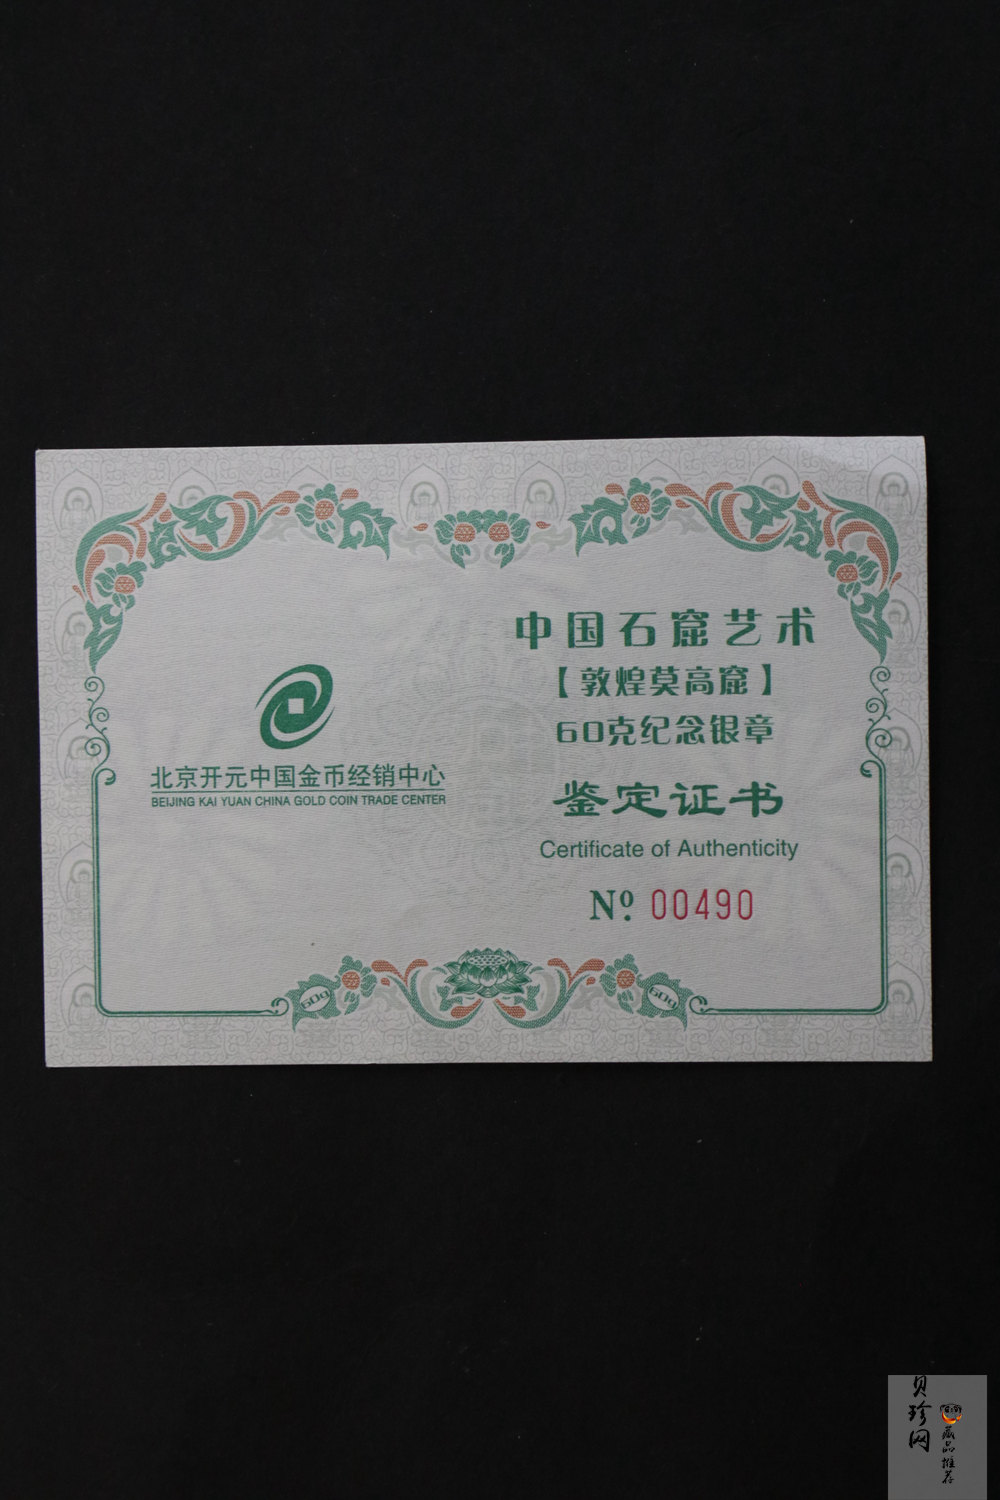 北京开元中国金币经销中心
BEIJING KAI YUAN CHINA GOLD COIN TRADE CENTER
中国石窟艺术
【敦煌莫高窟】
60克纪念银章
鉴定证书
Certificate of Authenticity
Nº. 00490
60g
60g
贝珍网
藏品推荐